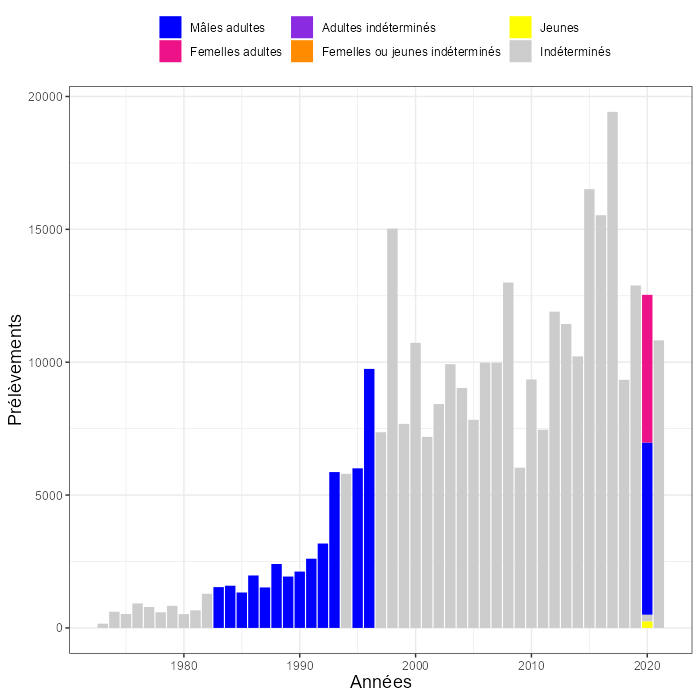 Mâles adultes
Adultes indéterminés
Jeunes
Femelles adultes
Femelles ou jeunes indéterminés
Indéterminés
20000
15000
10000
5000
0
Prélèvements
1980
1990
2000
2010
2020
Années